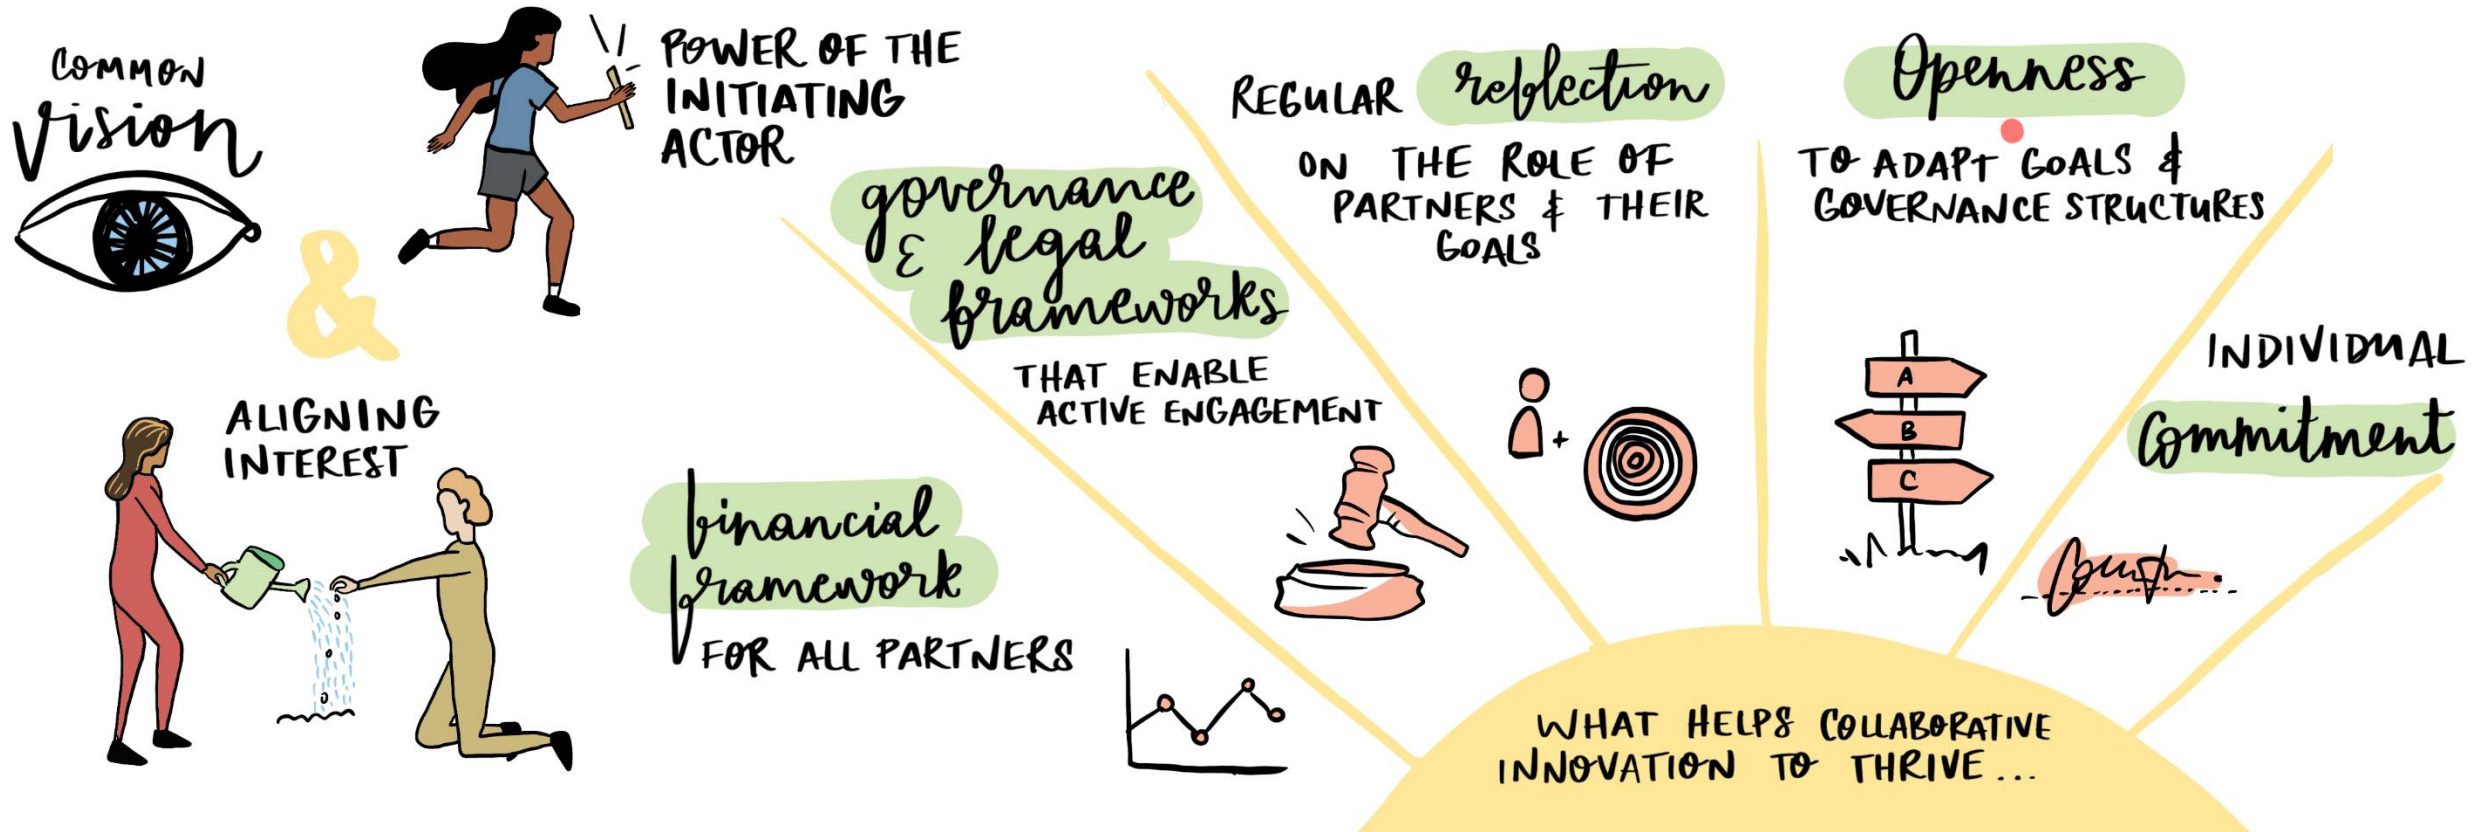 COMMON
Vision
&
ALIGNING
INTEREST
POWER OF THE
INITIATING
ACTOR
financial
framework
FOR ALL PARTNERS
governance
& legal
frameworks
THAT ENABLE
ACTIVE ENGAGEMENT
REGULAR reflection
ON THE ROLE OF
PARTNERS & THEIR
GOALS
+
Openness
TO ADAPT GOALS &
GOVERNANCE STRUCTURES
A
B
C
INDIVIDUAL
Commitment
WHAT HELPS COLLABORATIVE
INNOVATION TO THRIVE...